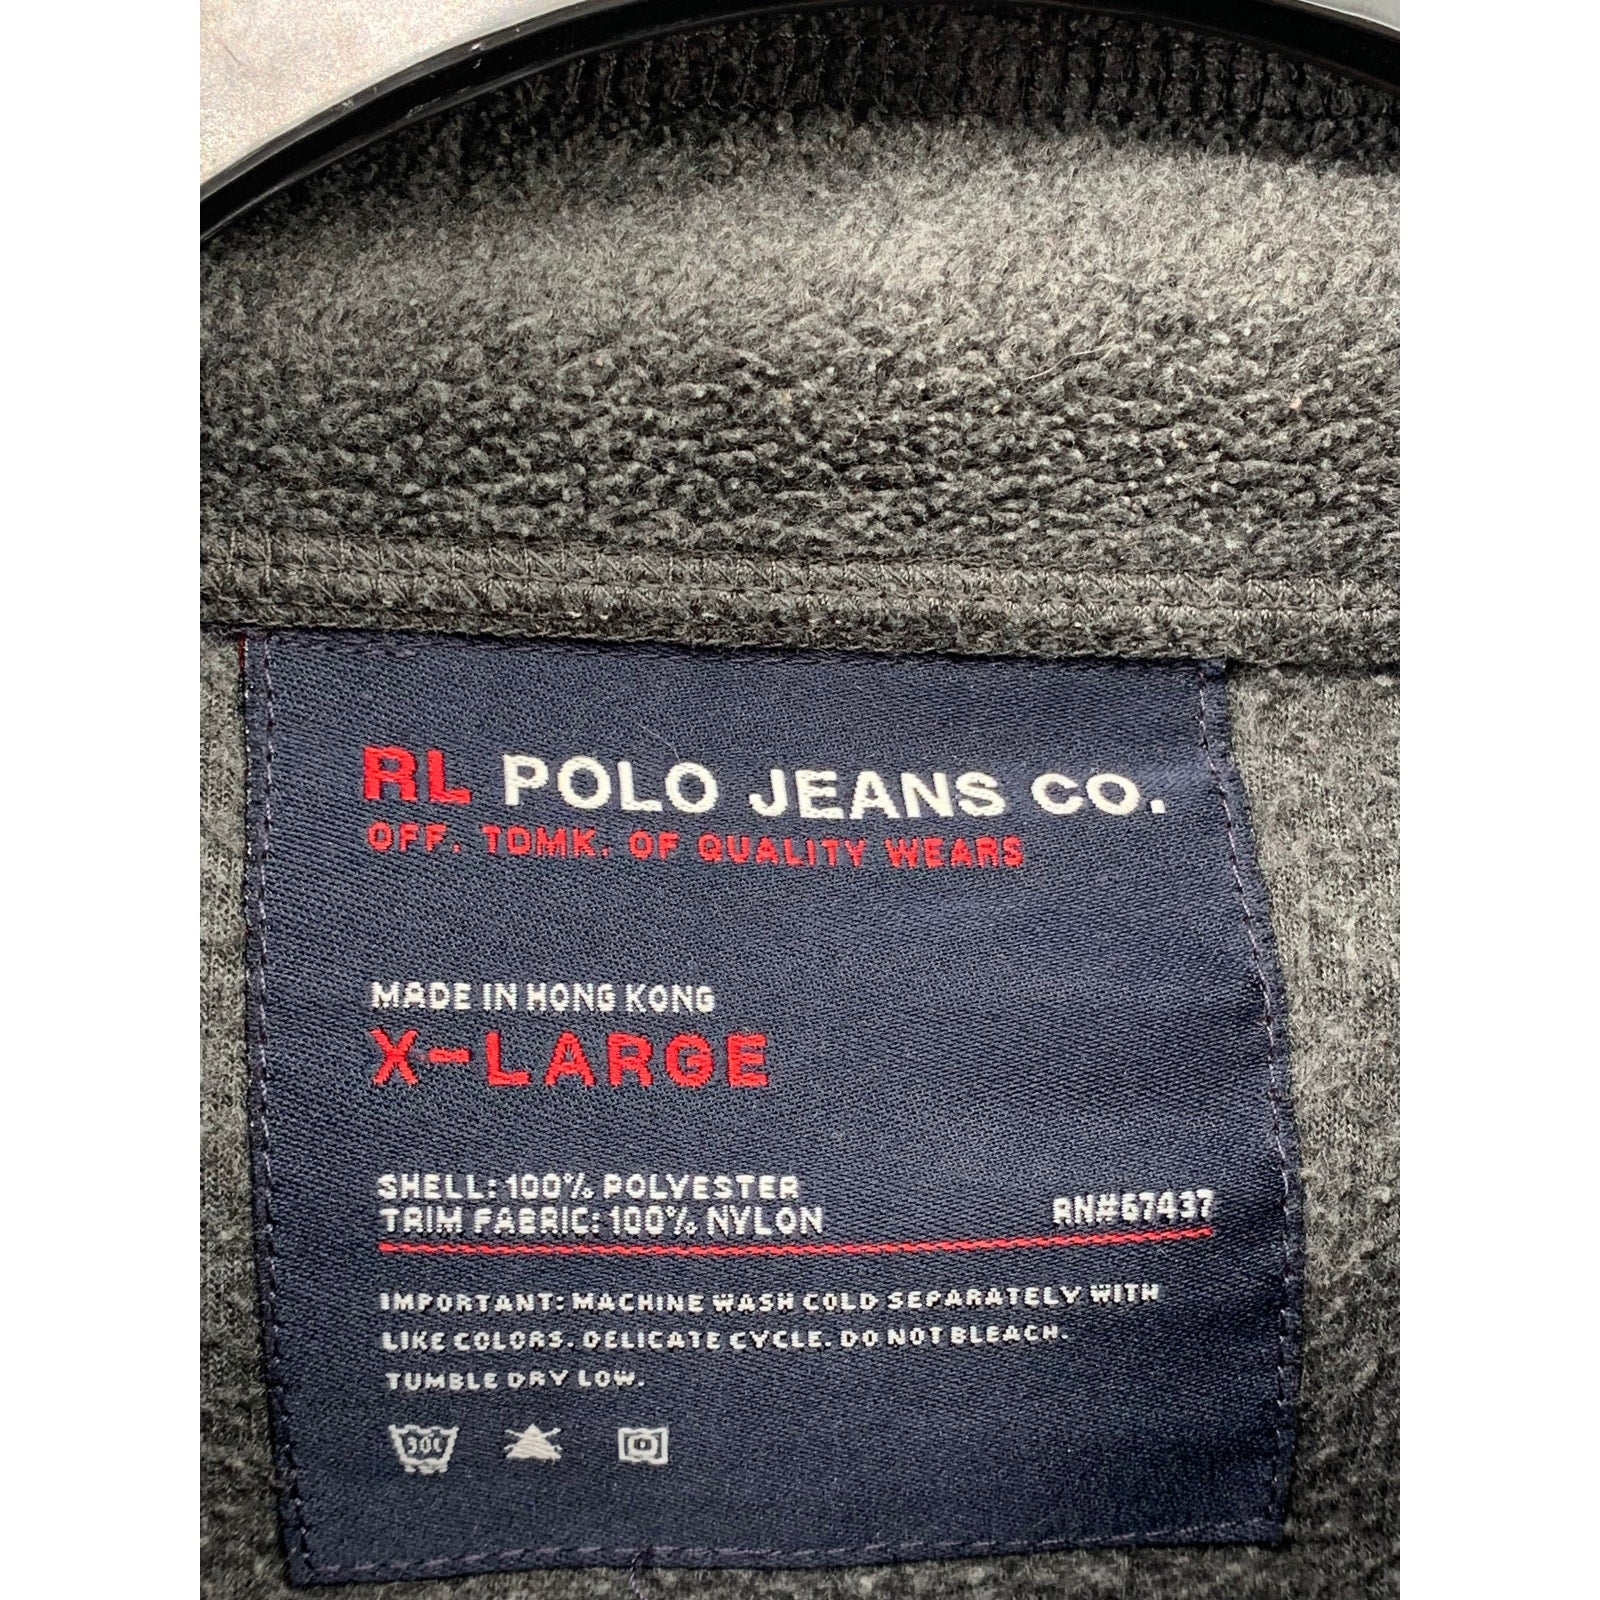 RL POLO JEANS CO.
OFF. TDMK. OF QUALITY WEARS
MADE IN HONG KONG
X-LARGE
SHELL: 100% POLYESTER
TRIM FABRIC: 100% NYLON RN#67437
IMPORTANT: MACHINE WASH COLD SEPARATELY WITH
LIKE COLORS. DELICATE CYCLE. DO NOT BLEACH.
TUMBLE DRY LOW.
30C